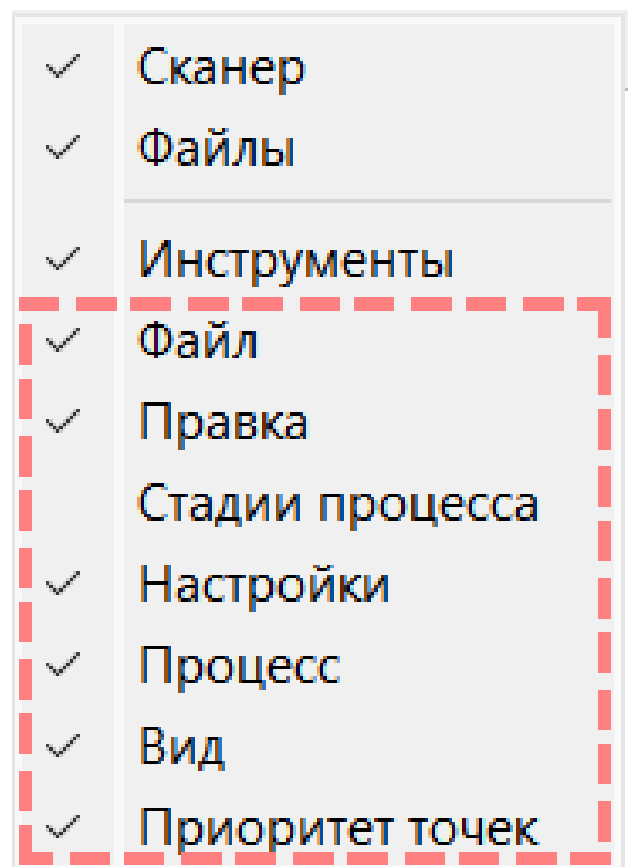 Сканер
Файлы
Инструменты
Файл
Правка
Стадии процесса
Настройки
Процесс
Вид
Приоритет точек